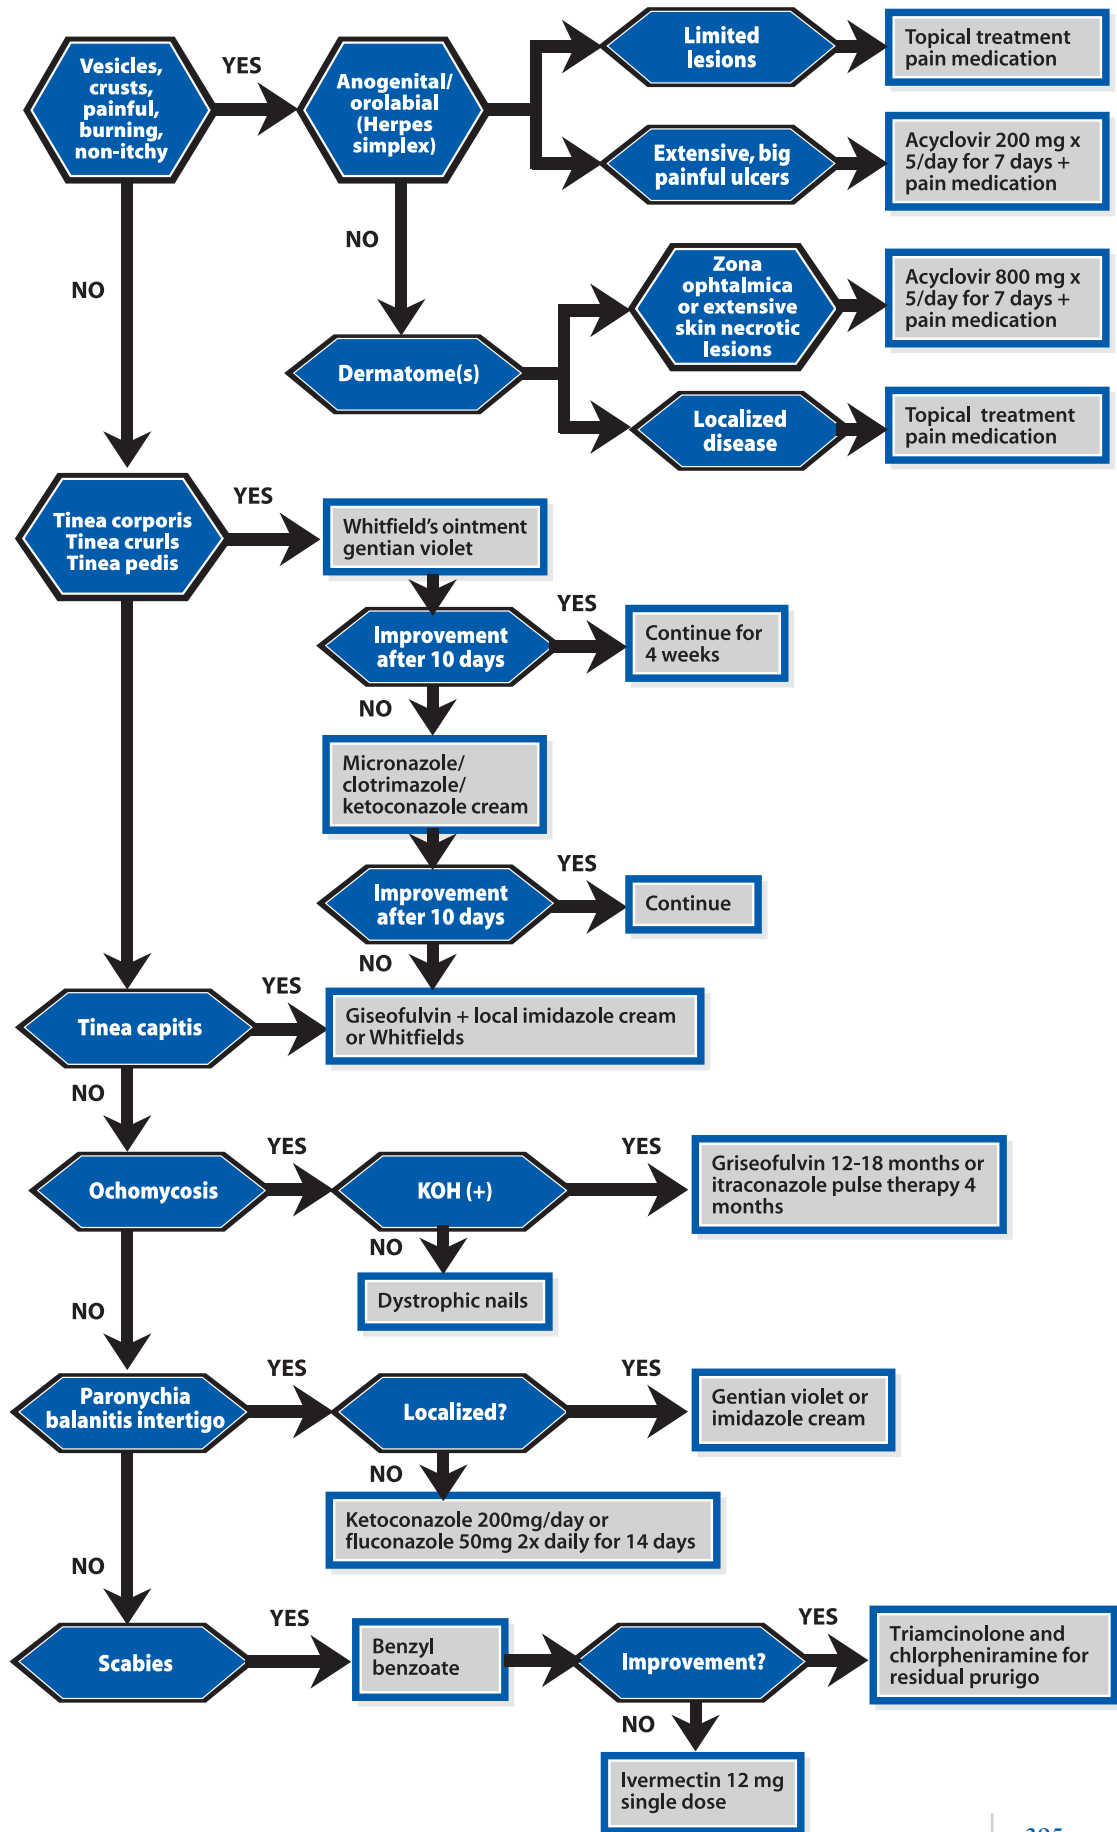 Vesicles,
crusts,
painful,
burning,
non-itchy
YES
Anogenital/
orolabial
(Herpes
simplex)
Limited
lesions
Topical treatment
pain medication
Extensive, big
painful ulcers
Acyclovir 200 mg x
5/day for 7 days +
pain medication
NO
NO
Zona
ophtalmica
or extensive
skin necrotic
lesions
Acyclovir 800 mg x
5/day for 7 days +
pain medication
Dermatome(s)
Localized
disease
Topical treatment
pain medication
Tinea corporis
Tinea crurls
Tinea pedis
YES
Whitfield's ointment
gentian violet
Improvement
after 10 days
YES
Continue for
4 weeks
NO
Micronazole/
clotrimazole/
ketoconazole cream
Improvement
after 10 days
YES
Continue
NO
Tinea capitis
YES
Giseofulvin + local imidazole cream
or Whitfields
NO
Ochomycosis
YES
KOH (+)
YES
Griseofulvin 12-18 months or
itraconazole pulse therapy 4
months
NO
Dystrophic nails
NO
Paronychia
balanitis intertigo
YES
Localized?
YES
Gentian violet or
imidazole cream
NO
Ketoconazole 200mg/day or
fluconazole 50mg 2x daily for 14 days
NO
Scabies
YES
Benzyl
benzoate
Improvement?
YES
Triamcinolone and
chlorpheniramine for
residual prurigo
NO
Ivermectin 12 mg
single dose